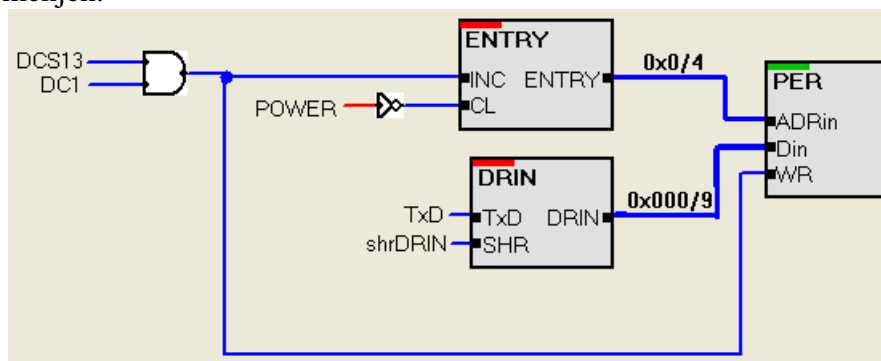 menjen.
ENTRY
DCS13
DC1
INC ENTRY
0x0/4
PER
POWER
CL
ADRin
Din
WR
DRIN
TxD
TxD DRIN
0x000/9
shrDRIN
SHR